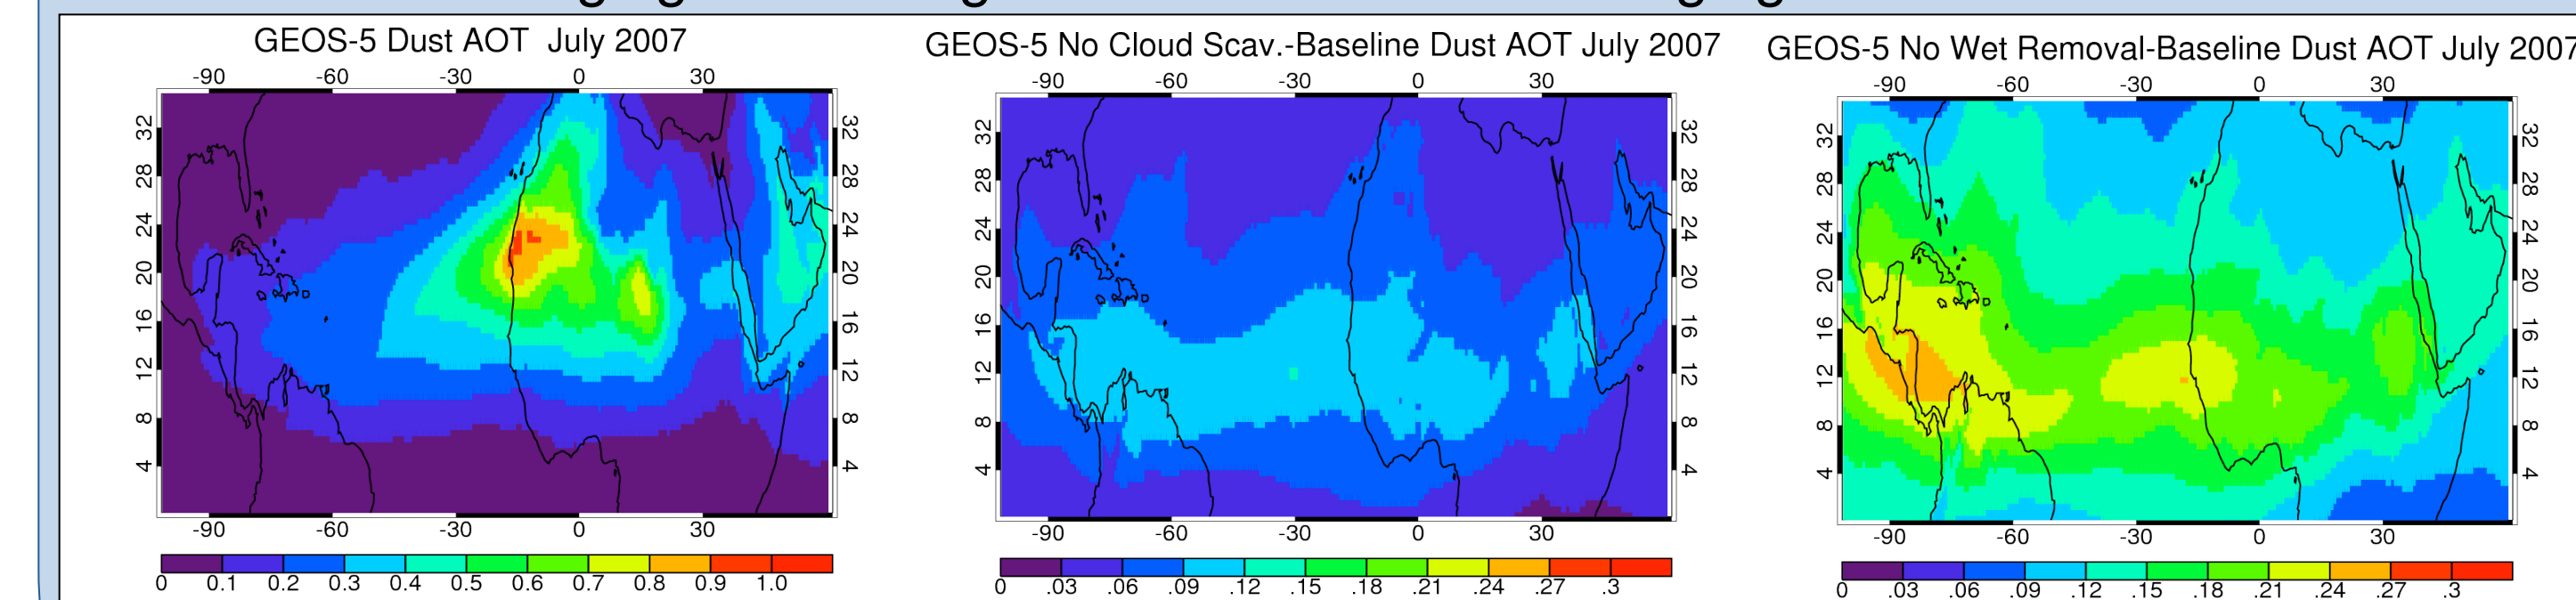 GEOS-5 Dust AOT July 2007
-90 -60 -30 0 30
32 28 24 20 16 12 8 4
32 28 24 20 16 12 8 4
-90 -60 -30 0 30
0 0.1 0.2 0.3 0.4 0.5 0.6 0.7 0.8 0.9 1.0
GEOS-5 No Cloud Scav.-Baseline Dust AOT July 2007
-90 -60 -30 0 30
32 28 24 20 16 12 8 4
32 28 24 20 16 12 8 4
-90 -60 -30 0 30
0 .03 .06 .09 .12 .15 .18 .21 .24 .27 .3
GEOS-5 No Wet Removal-Baseline Dust AOT July 2007
-90 -60 -30 0 30
32 28 24 20 16 12 8 4
32 28 24 20 16 12 8 4
-90 -60 -30 0 30
0 .03 .06 .09 .12 .15 .18 .21 .24 .27 .3